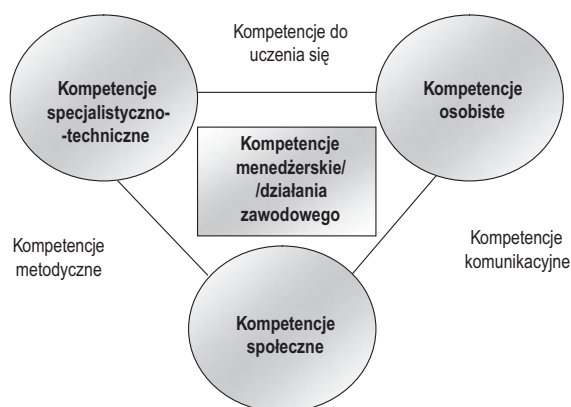 Kompetencje do
uczenia się
Kompetencje
specjalistyczno-
-techniczne
Kompetencje
osobiste
Kompetencje
menedżerskie/
/działania
zawodowego
Kompetencje
metodyczne
Kompetencje
komunikacyjne
Kompetencje
społeczne